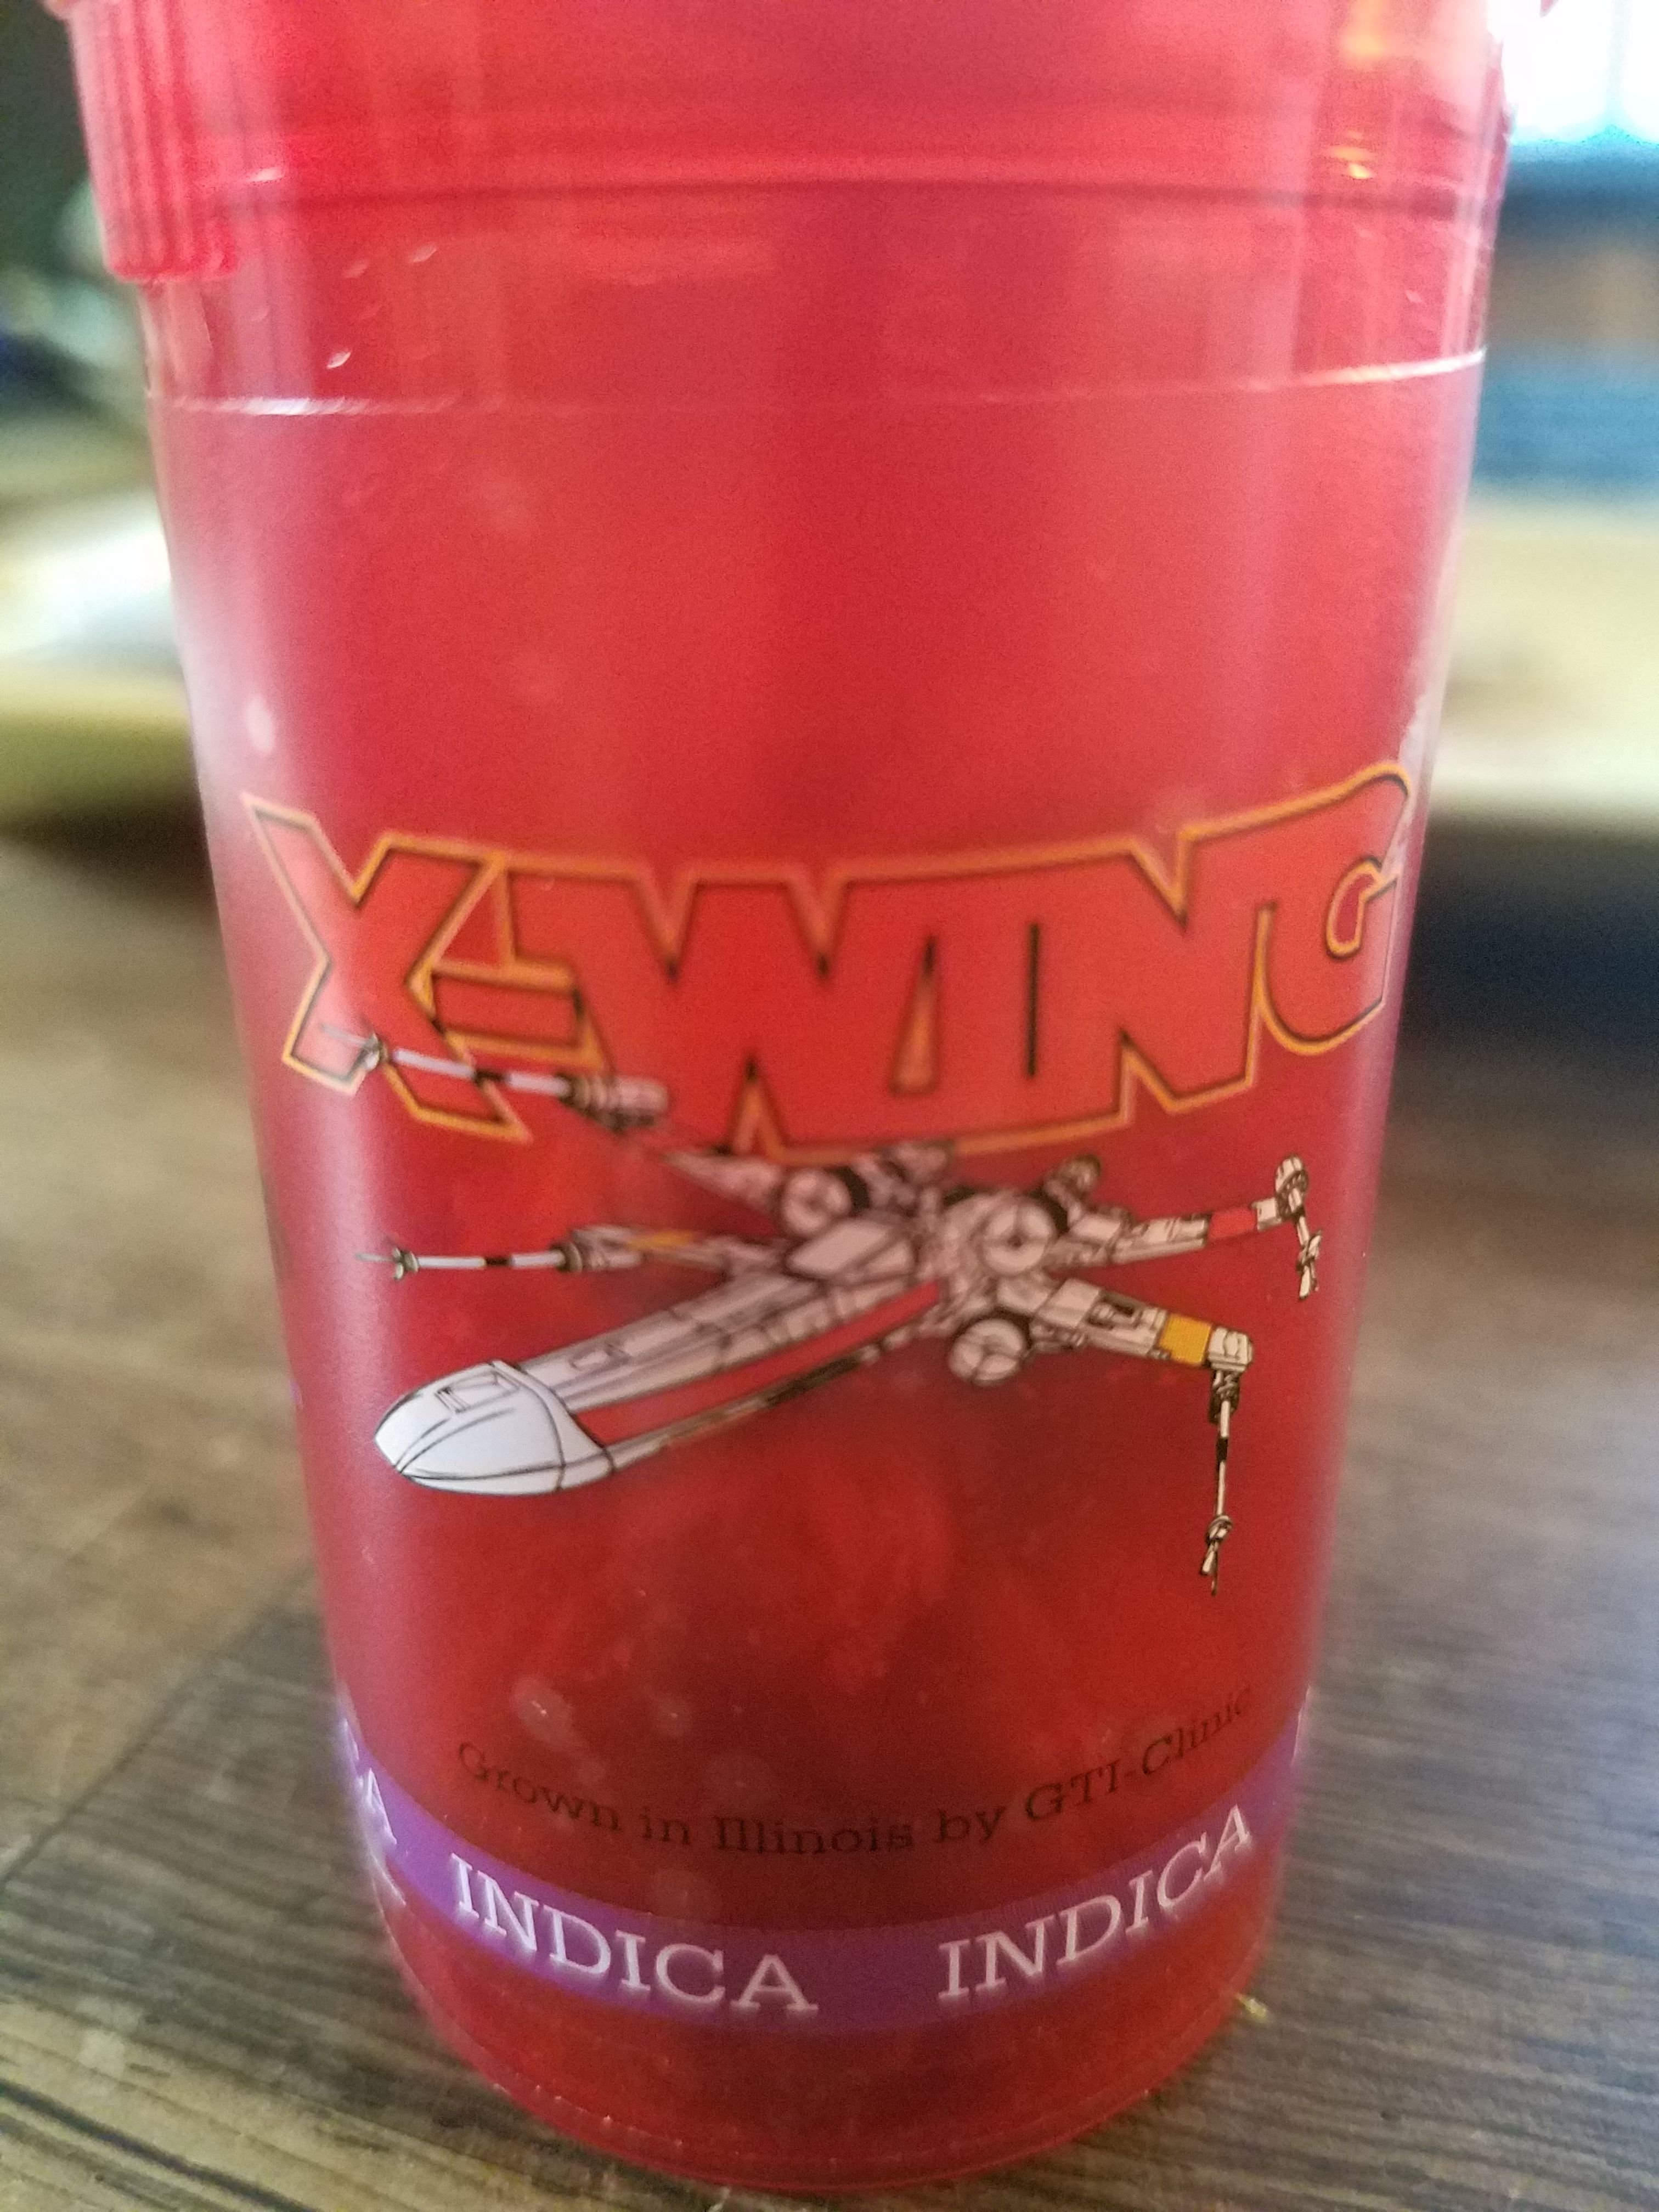 X-WING
Grown in Illinois by GTI-Clinic
INDICA INDICA